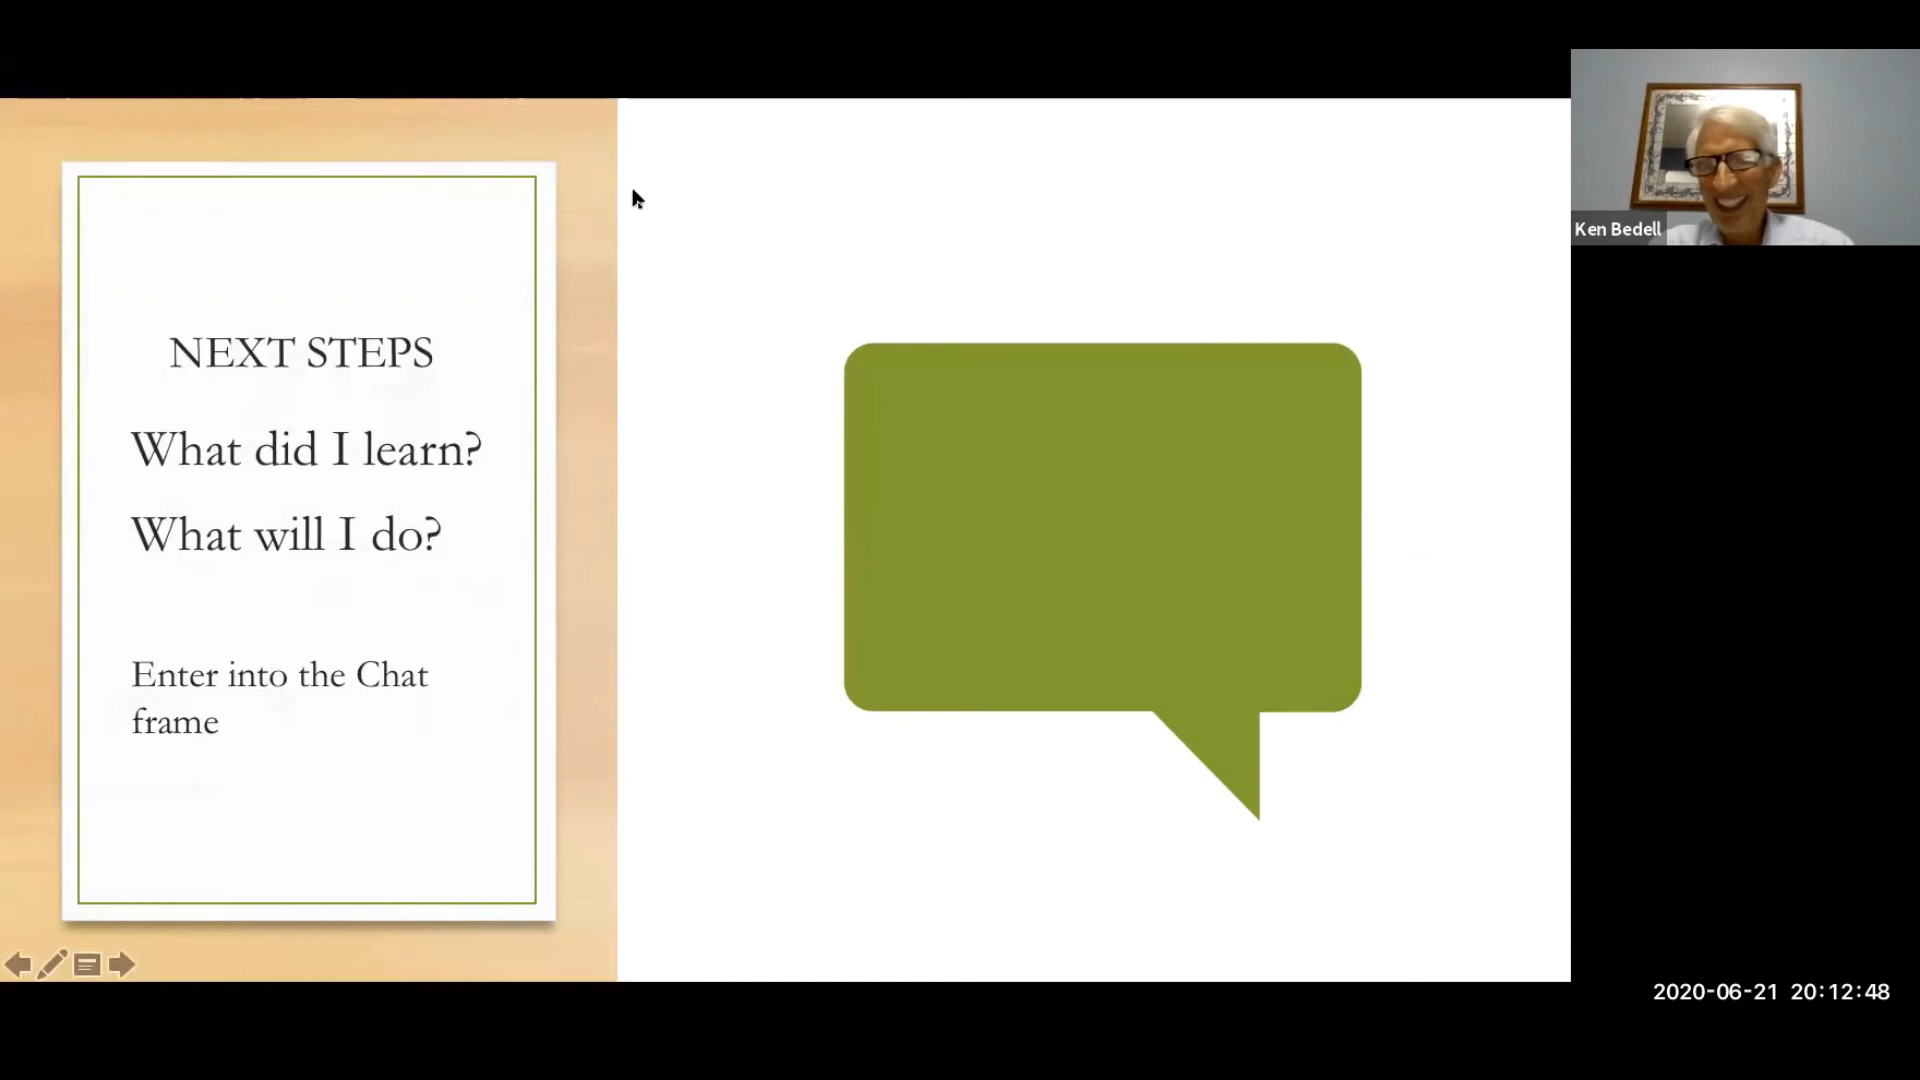 NEXT STEPS
What did I learn?
What will I do?
Enter into the Chat
frame
Ken Bedell
2020-06-21 20:12:48